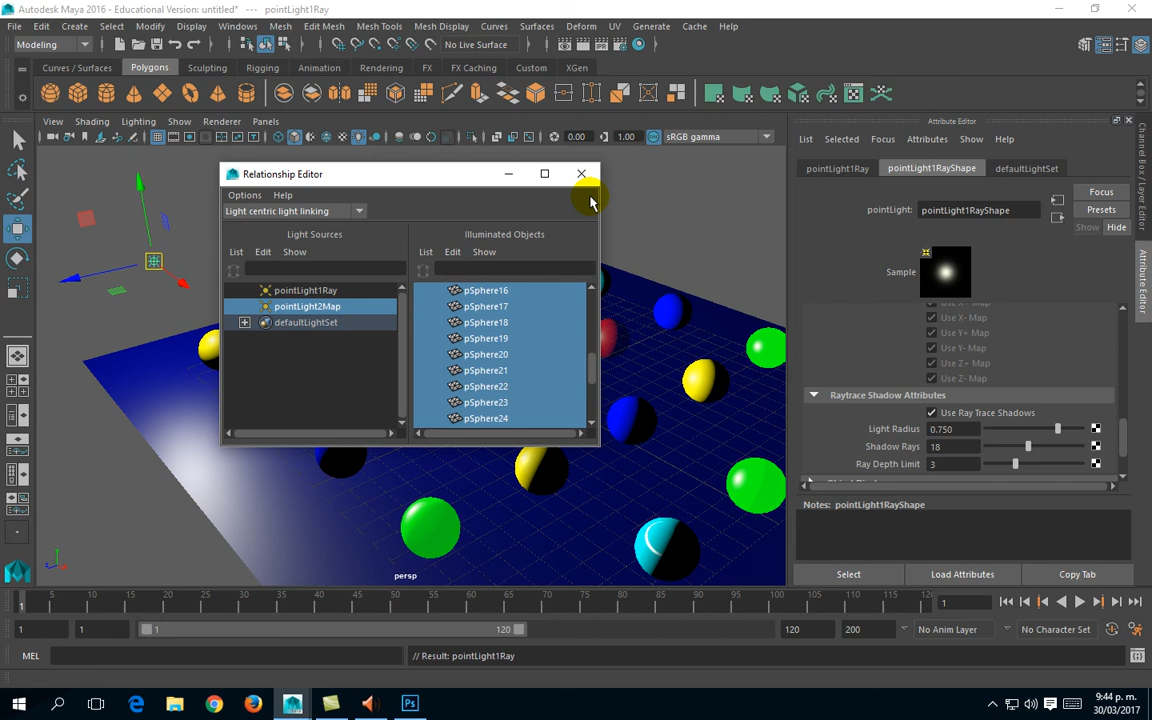 Autodesk Maya 2016 - Educational Version: untitled*   ---   pointLight1Ray
File Edit Create Select Modify Display Windows Mesh Edit Mesh Mesh Tools Mesh Display Curves Surfaces Deform UV Generate Cache Help
Modeling No Live Surface
Curves / Surfaces Polygons Sculpting Rigging Animation Rendering FX FX Caching Custom XGen
View Shading Lighting Show Renderer Panels
0.00 1.00 sRGB gamma
Relationship Editor
Options Help
Light centric light linking
Light Sources Illuminated Objects
List Edit Show List Edit Show
pointLight1Ray
pointLight2Map
defaultLightSet
pSphere16
pSphere17
pSphere18
pSphere19
pSphere20
pSphere21
pSphere22
pSphere23
pSphere24
persp
Attribute Editor
List Selected Focus Attributes Show Help
pointLight1Ray pointLight1RayShape defaultLightSet
pointLight: pointLight1RayShape
Focus
Presets
Show Hide
Sample
Use X- Map
Use Y+ Map
Use Y- Map
Use Z+ Map
Use Z- Map
Raytrace Shadow Attributes
Use Ray Trace Shadows
Light Radius 0.750
Shadow Rays 18
Ray Depth Limit 3
Notes: pointLight1RayShape
Select Load Attributes Copy Tab
Channel Box / Layer Editor
Attribute Editor
5 10 15 20 25 30 35 40 45 50 55 60 65 70 75 80 85 90 95 100 105 110 115 12
1 1
1 1 1 120 120 200 No Anim Layer No Character Set
MEL // Result: pointLight1Ray
Ps
9:44 p. m.
30/03/2017